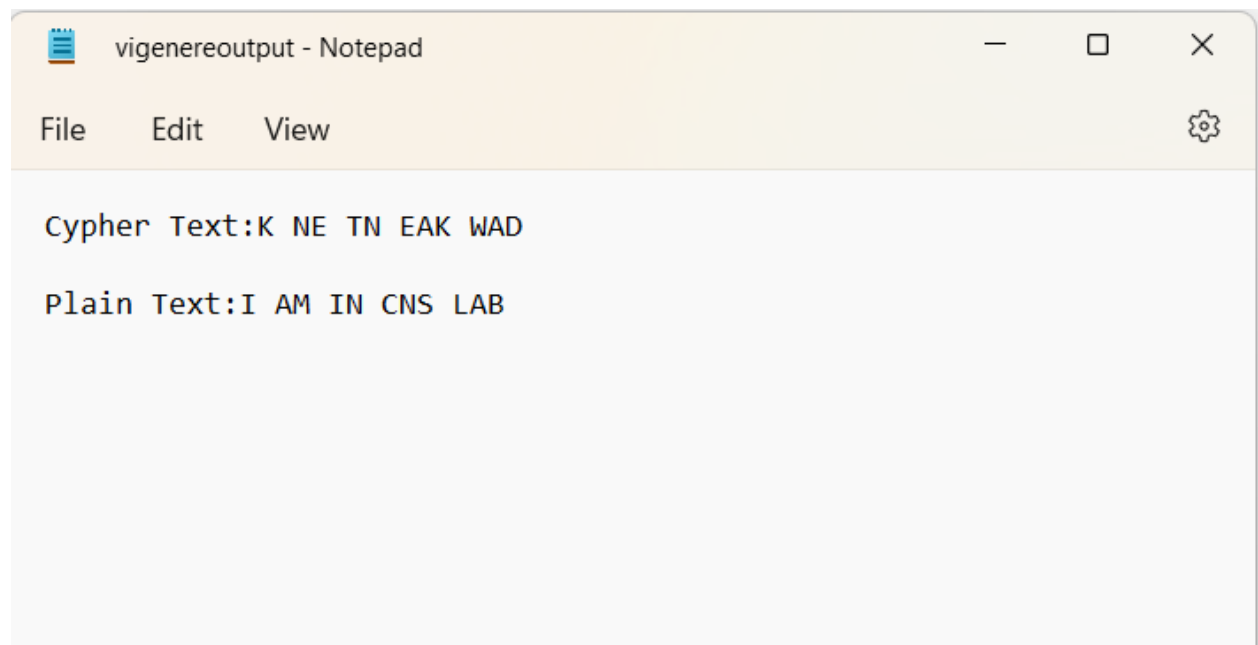 vigenereoutput - Notepad
File Edit View
Cypher Text:K NE TN EAK WAD
Plain Text:I AM IN CNS LAB